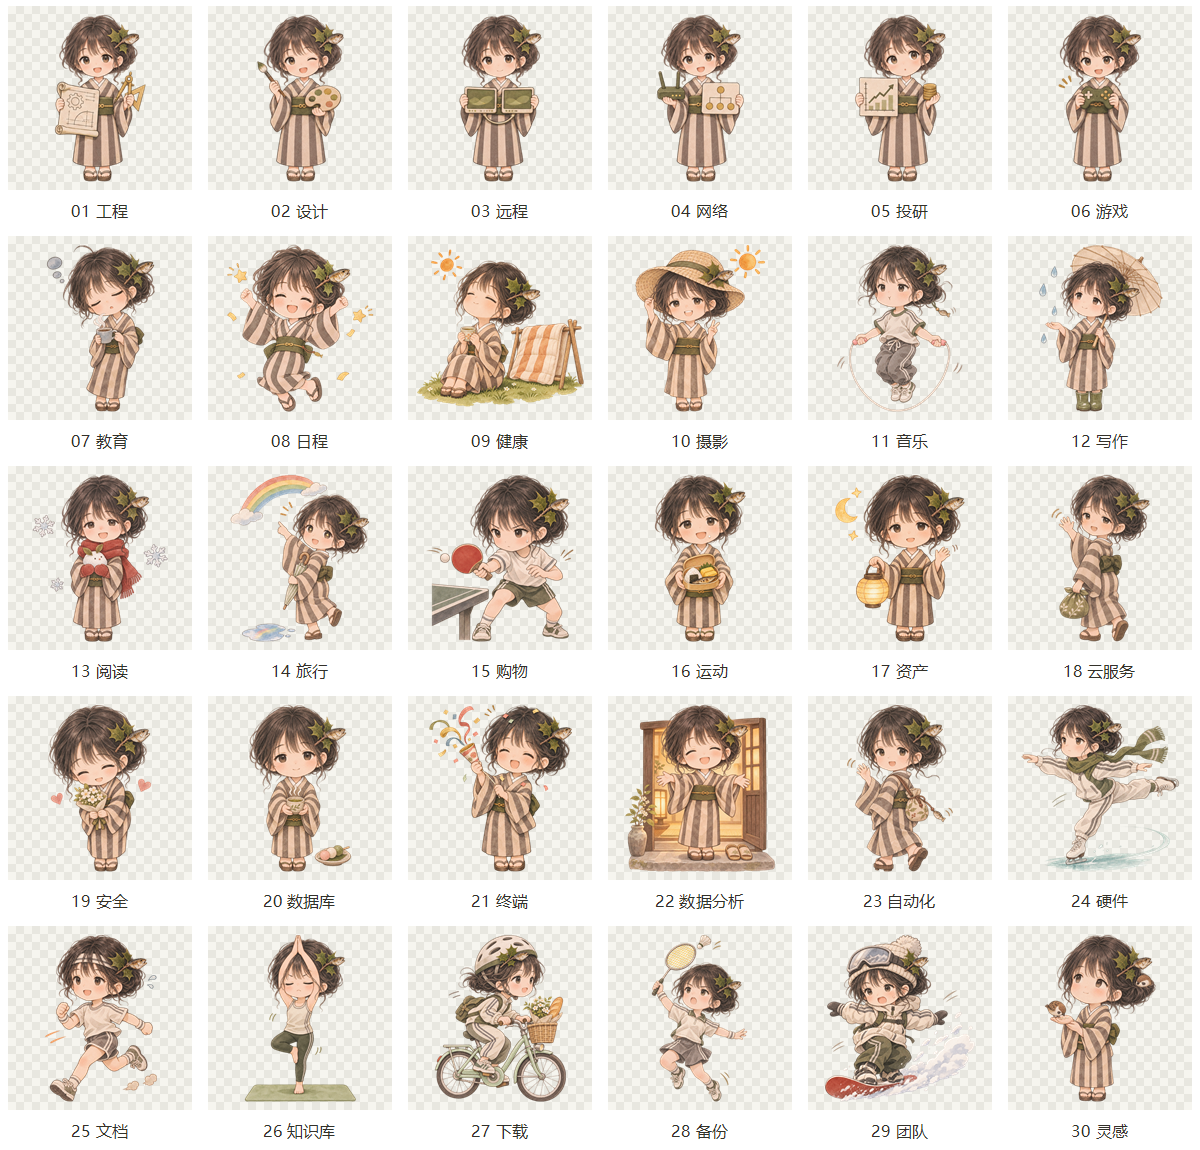 01 工程
02 设计
03 远程
04 网络
05 投研
06 游戏
07 教育
08 日程
09 健康
10 摄影
11 音乐
12 写作
13 阅读
14 旅行
15 购物
16 运动
17 资产
18 云服务
19 安全
20 数据库
21 终端
22 数据分析
23 自动化
24 硬件
25 文档
26 知识库
27 下载
28 备份
29 团队
30 灵感